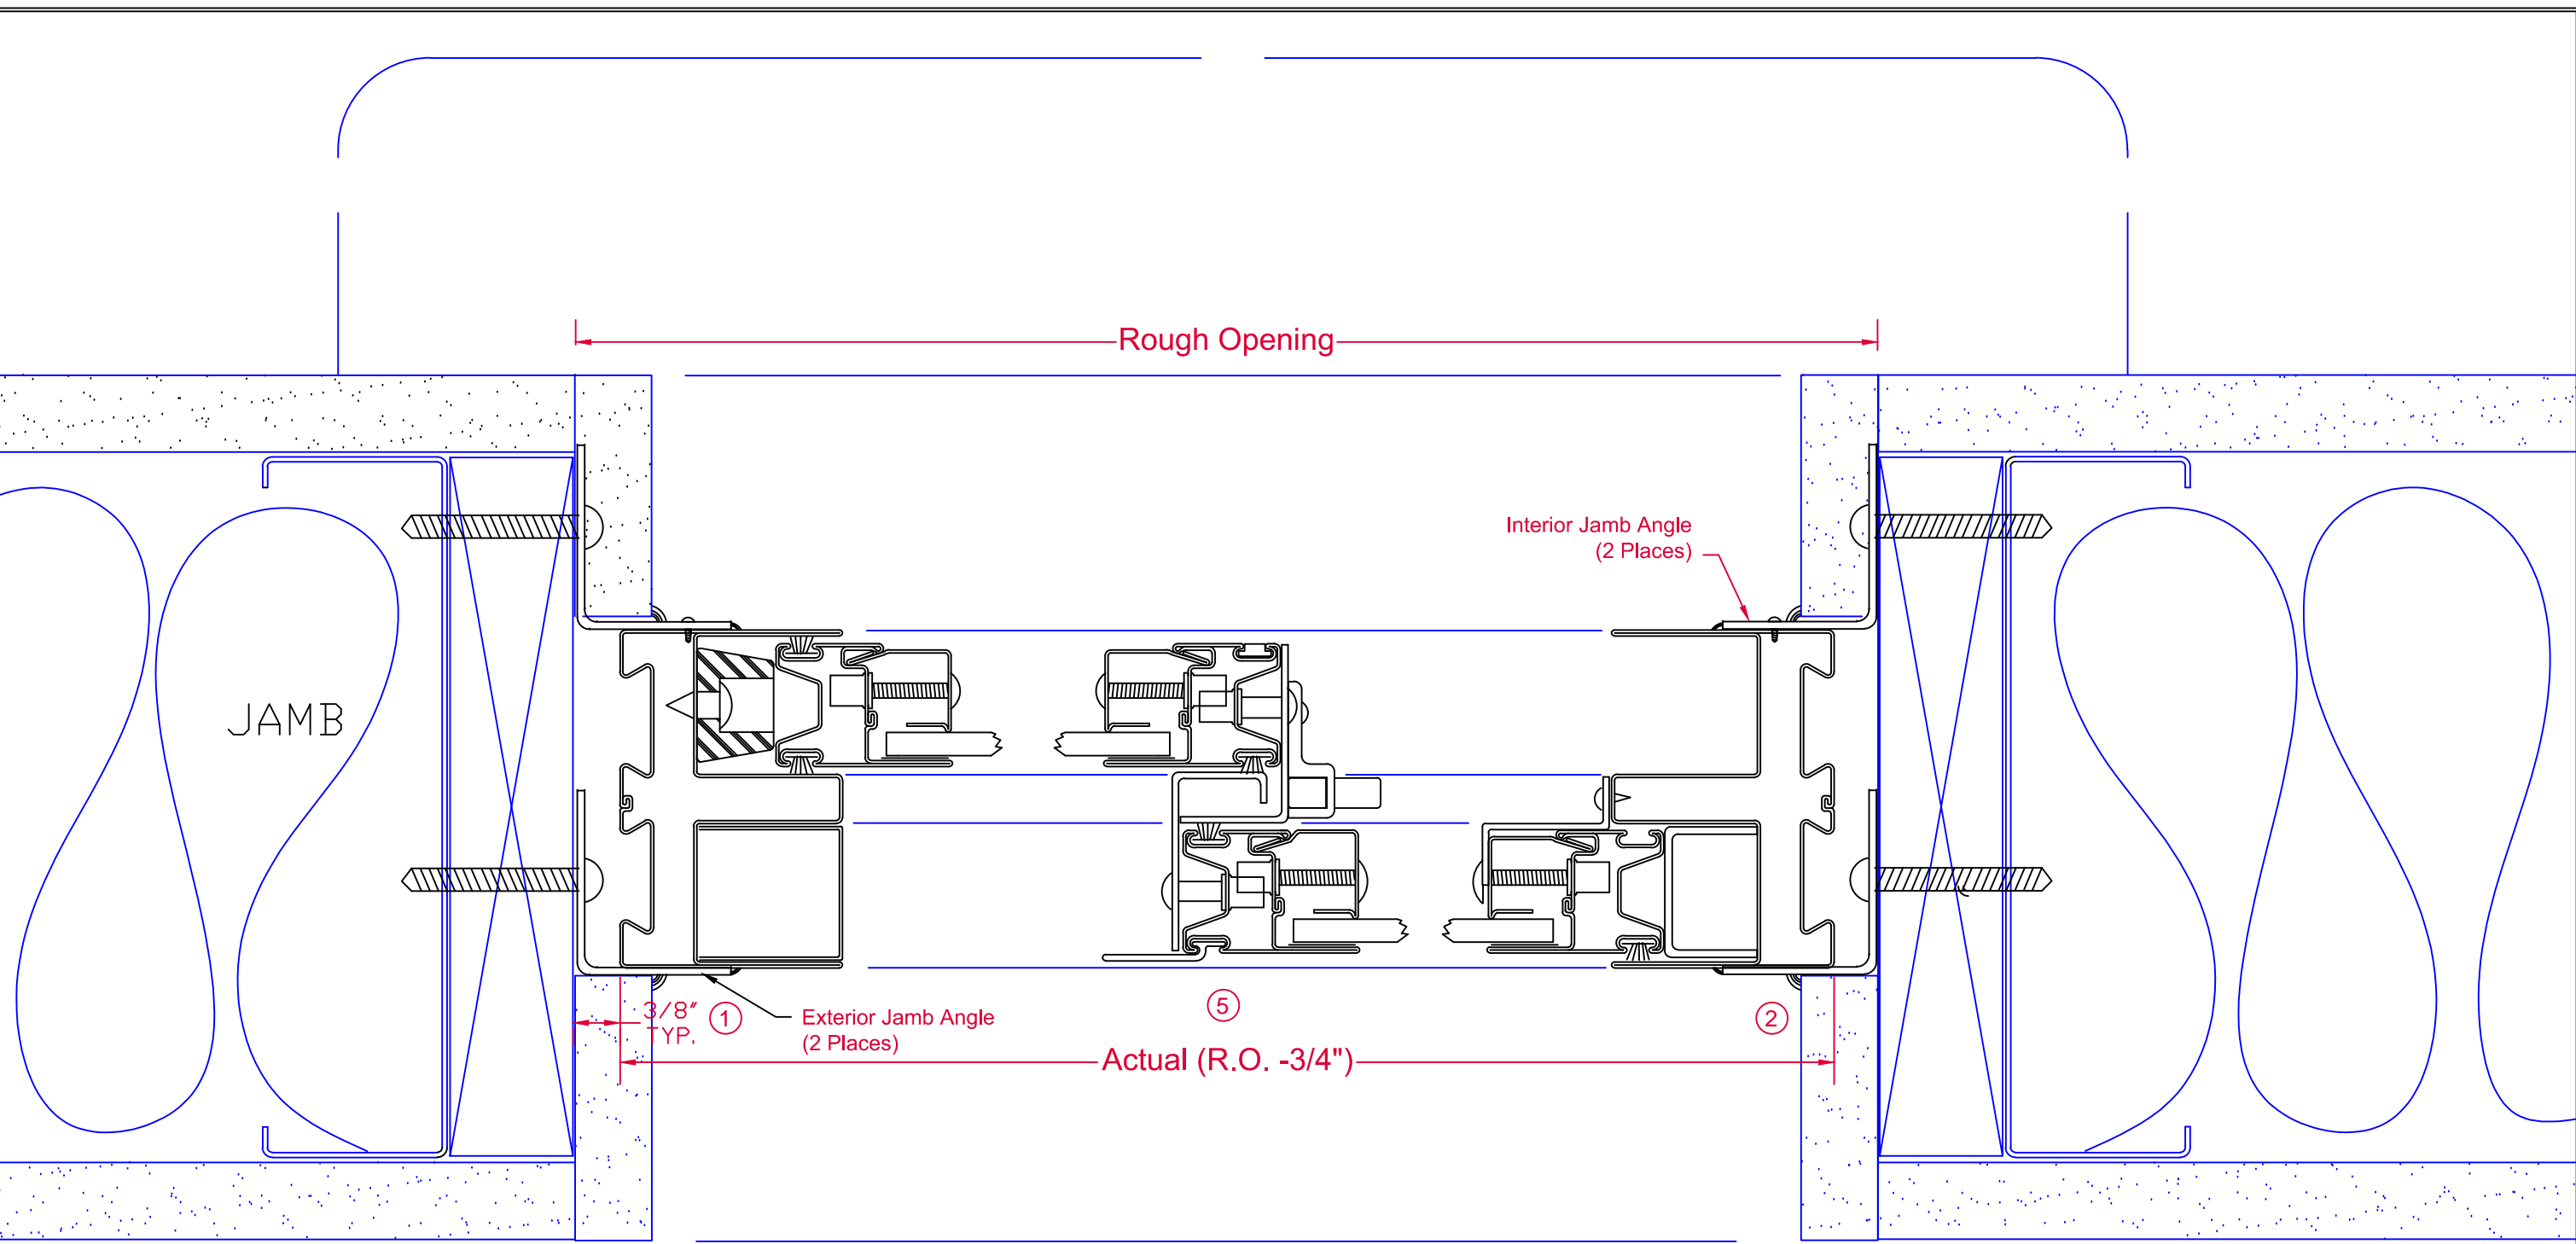 Rough Opening
Interior Jamb Angle
(2 Places)
JAMB
3/8"
TYP.
1
Exterior Jamb Angle
(2 Places)
5
2
Actual (R.O. -3/4")